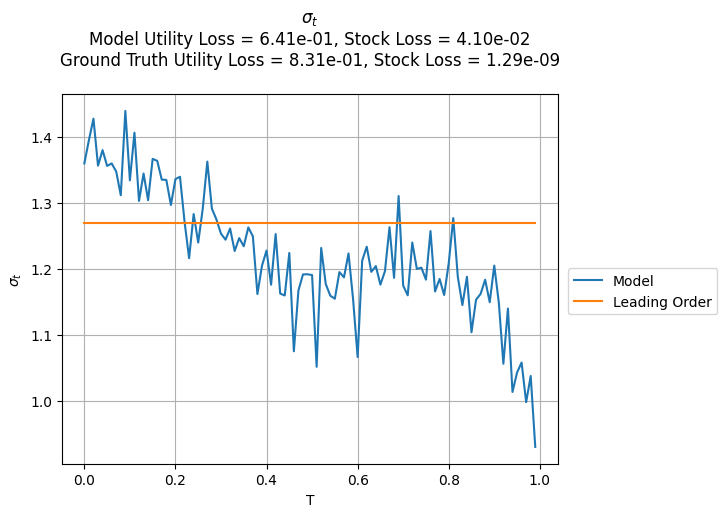 σt
Model Utility Loss = 6.41e-01, Stock Loss = 4.10e-02
Ground Truth Utility Loss = 8.31e-01, Stock Loss = 1.29e-09
1.4
1.3
1.2
1.1
1.0
σt
0.0 0.2 0.4 0.6 0.8 1.0
T
Model
Leading Order